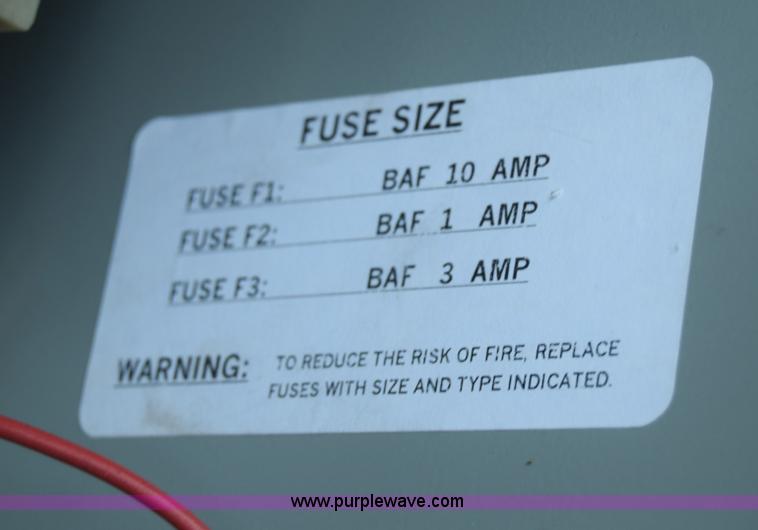 FUSE SIZE
FUSE F1: BAF 10 AMP
FUSE F2: BAF 1 AMP
FUSE F3: BAF 3 AMP
WARNING: TO REDUCE THE RISK OF FIRE, REPLACE
FUSES WITH SIZE AND TYPE INDICATED.
www.purplewave.com